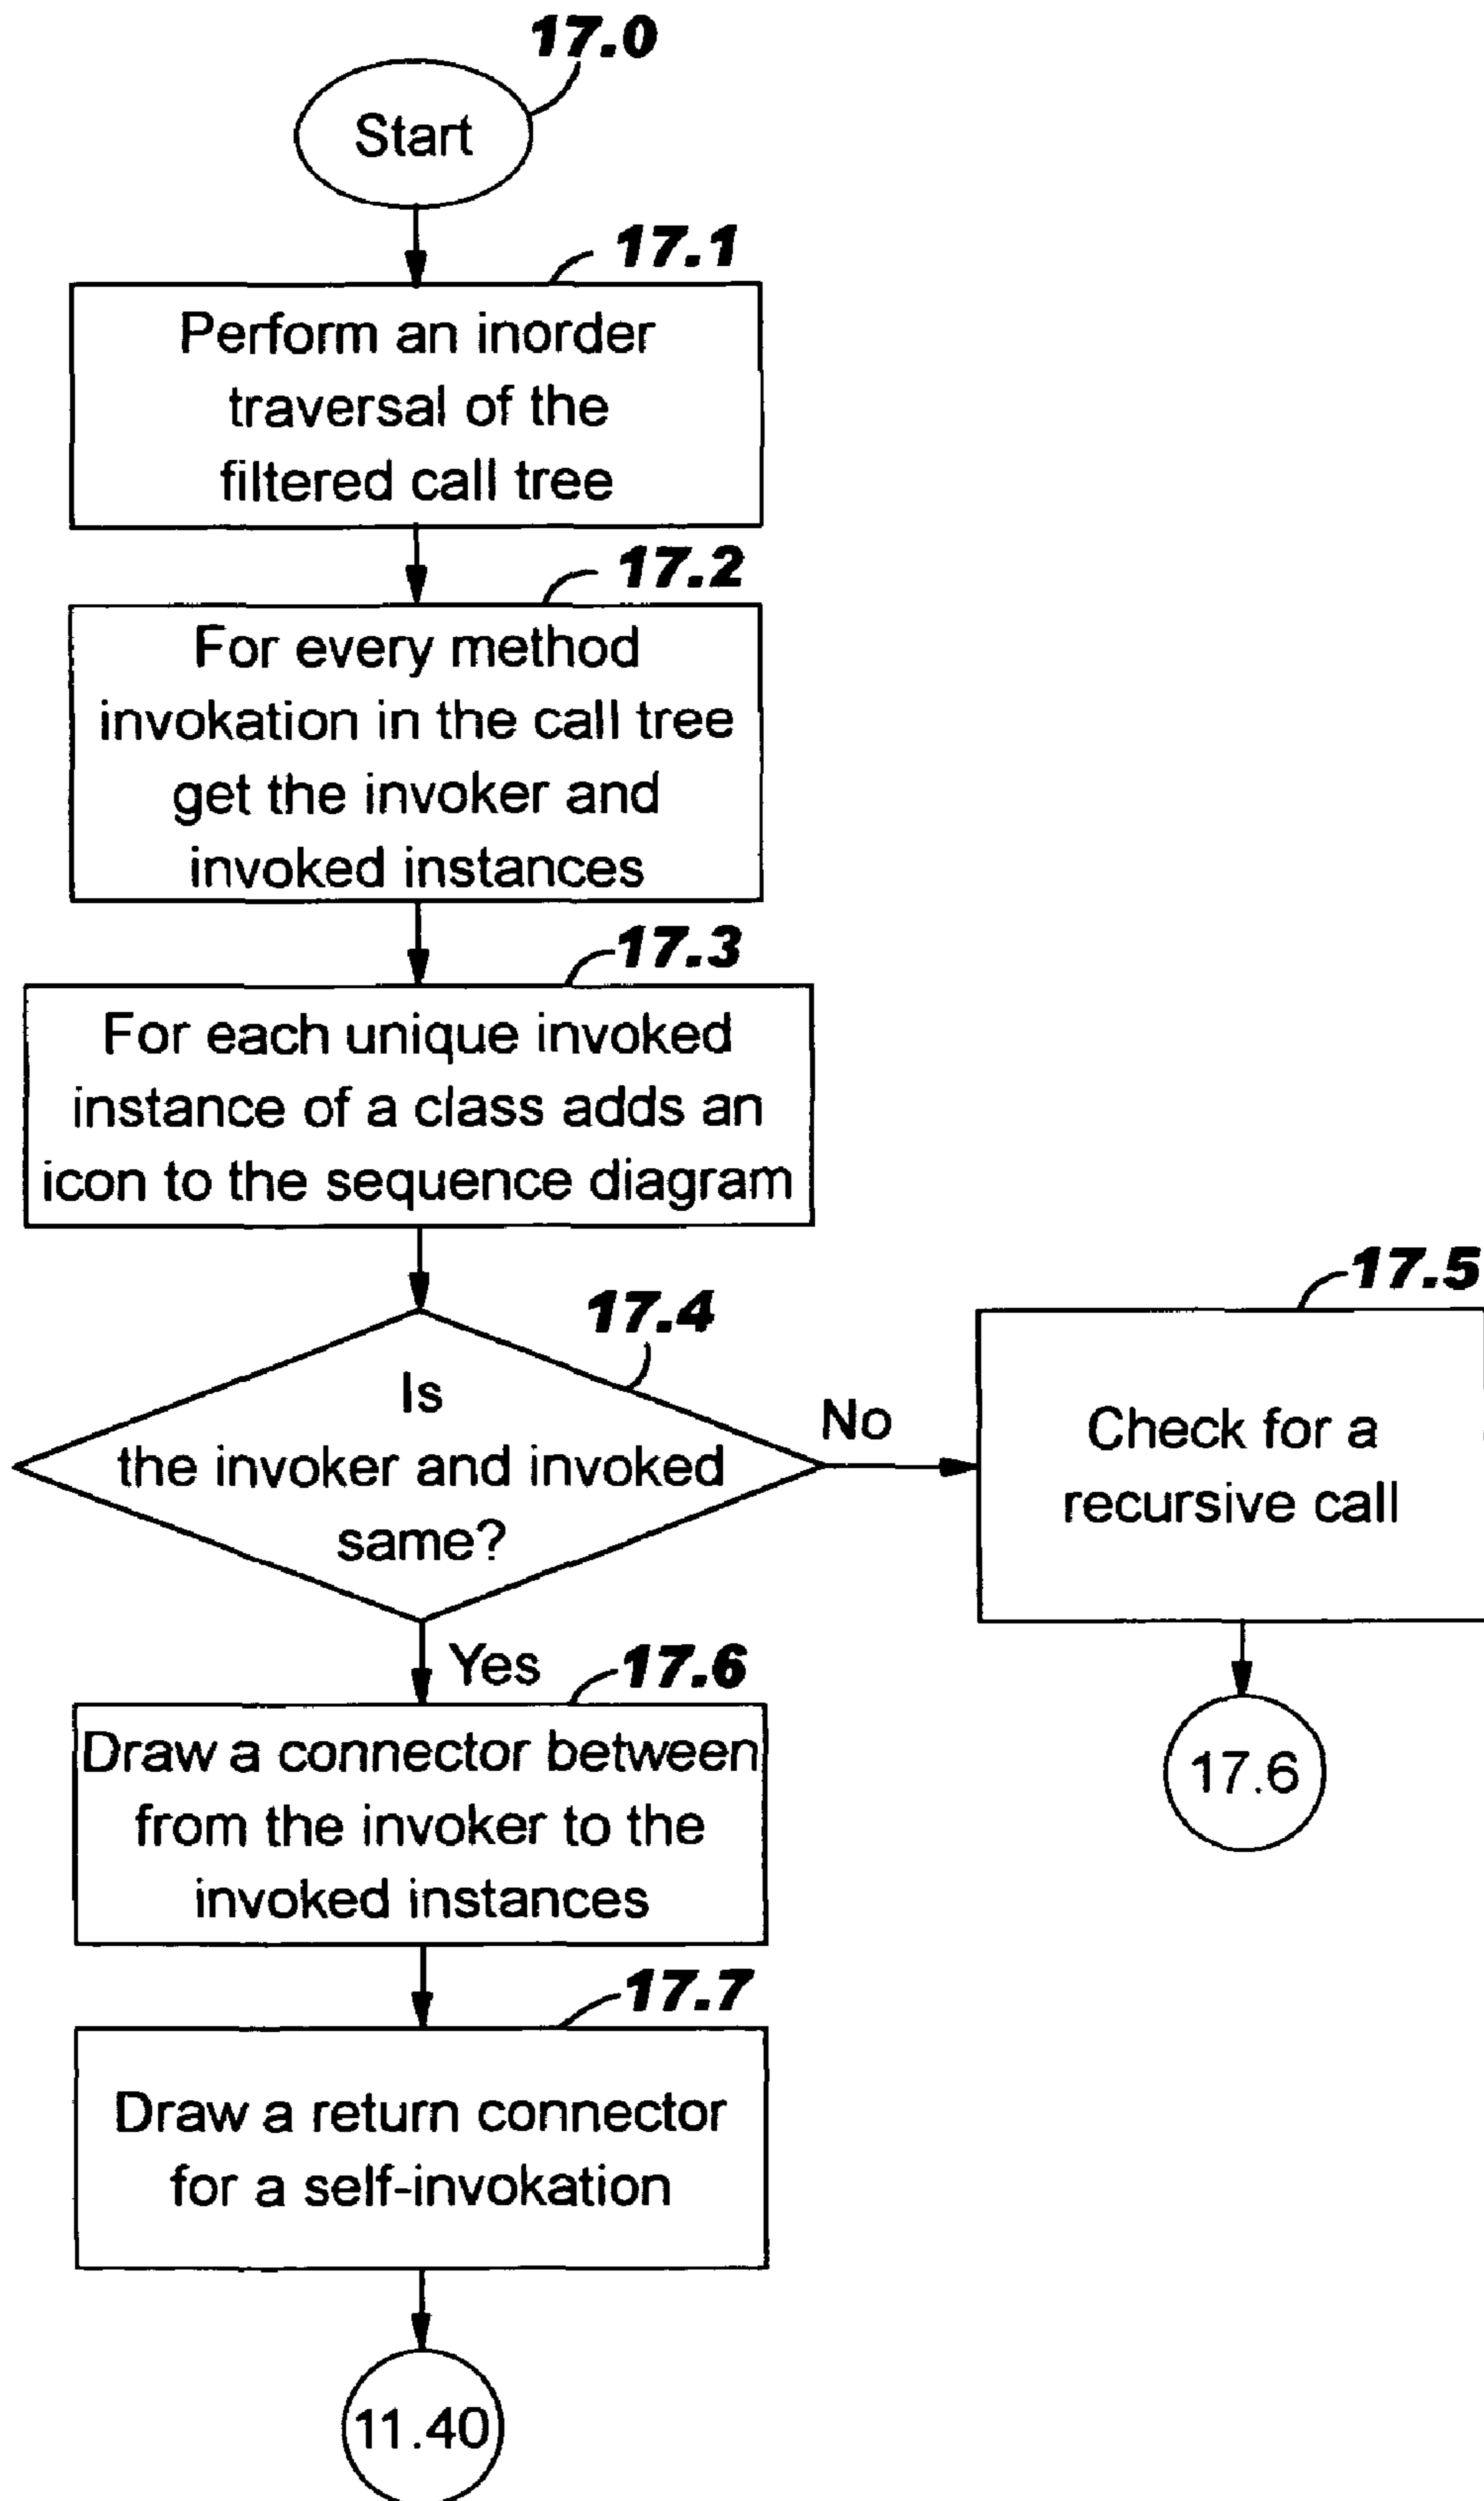 17.0
Start
17.1
Perform an inorder
traversal of the
filtered call tree
17.2
For every method
invokation in the call tree
get the invoker and
invoked instances
17.3
For each unique invoked
instance of a class adds an
icon to the sequence diagram
17.4
Is
the invoker and invoked
same?
No
17.5
Check for a
recursive call
17.6
Yes
17.6
Draw a connector between
from the invoker to the
invoked instances
17.7
Draw a return connector
for a self-invokation
11.40